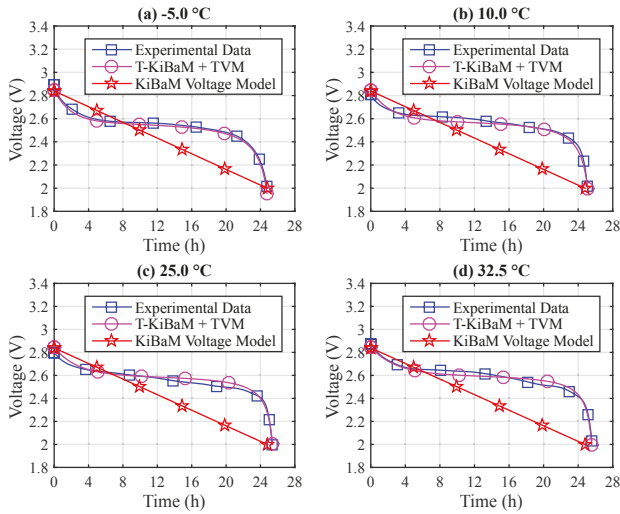 (a) -5.0 °C
3.4
3.2
3
2.8
2.6
2.4
2.2
2
1.8
Voltage (V)
Experimental Data
T-KiBaM + TVM
KiBaM Voltage Model
0 4 8 12 16 20 24 28
Time (h)
(b) 10.0 °C
3.4
3.2
3
2.8
2.6
2.4
2.2
2
1.8
Voltage (V)
Experimental Data
T-KiBaM + TVM
KiBaM Voltage Model
0 4 8 12 16 20 24 28
Time (h)
(c) 25.0 °C
3.4
3.2
3
2.8
2.6
2.4
2.2
2
1.8
Voltage (V)
Experimental Data
T-KiBaM + TVM
KiBaM Voltage Model
0 4 8 12 16 20 24 28
Time (h)
(d) 32.5 °C
3.4
3.2
3
2.8
2.6
2.4
2.2
2
1.8
Voltage (V)
Experimental Data
T-KiBaM + TVM
KiBaM Voltage Model
0 4 8 12 16 20 24 28
Time (h)